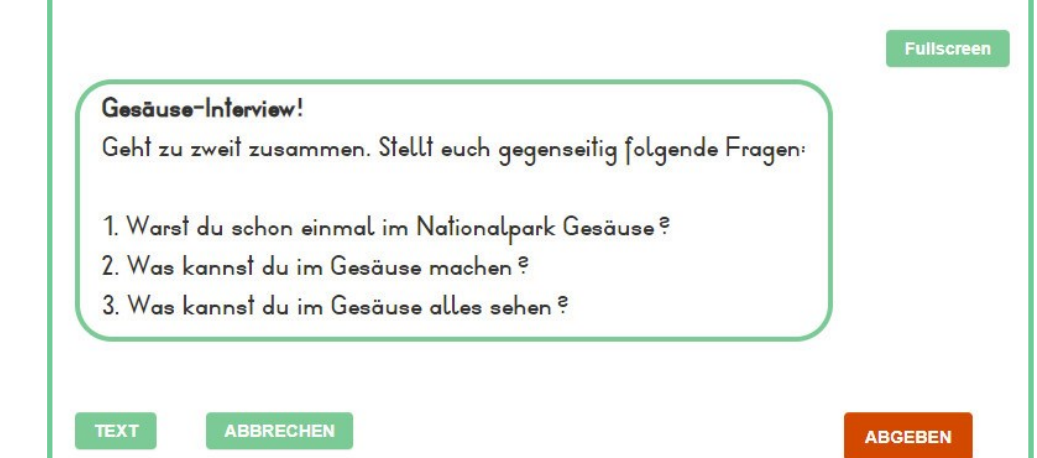 Fullscreen
Gesäuse-Interview!
Geht zu zweit zusammen. Stellt euch gegenseitig folgende Fragen:
1. Warst du schon einmal im Nationalpark Gesäuse?
2. Was kannst du im Gesäuse machen?
3. Was kannst du im Gesäuse alles sehen?
TEXT
ABBRECHEN
ABGEBEN